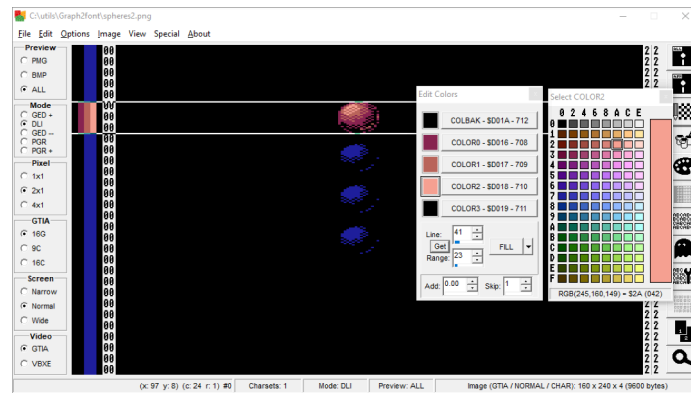 C:\utils\Graph2font\spheres2.png
File Edit Options Image View Special About
Preview
PMG
BMP
ALL
Mode
GED +
DLI
GED --
PGR
PGR +
Pixel
1x1
2x1
4x1
GTIA
16G
9C
16C
Screen
Narrow
Normal
Wide
Video
GTIA
VBXE
Edit Colors
COLBAK - $D01A - 712
COLOR0 - $D016 - 708
COLOR1 - $D017 - 709
COLOR2 - $D018 - 710
COLOR3 - $D019 - 711
Line: 41
Get
Range: 23
FILL
Add: 0.00 Skip: 1
Select COLOR2
0 2 4 6 8 A C E
0
1
2
3
4
5
6
7
8
9
A
B
C
D
E
F
RGB(245,160,149) = $2A (042)
(x: 97 y: 8) (c: 24 r: 1) #0 Charsets: 1 Mode: DLI Preview: ALL Image (GTIA / NORMAL / CHAR): 160 x 240 x 4 (9600 bytes)